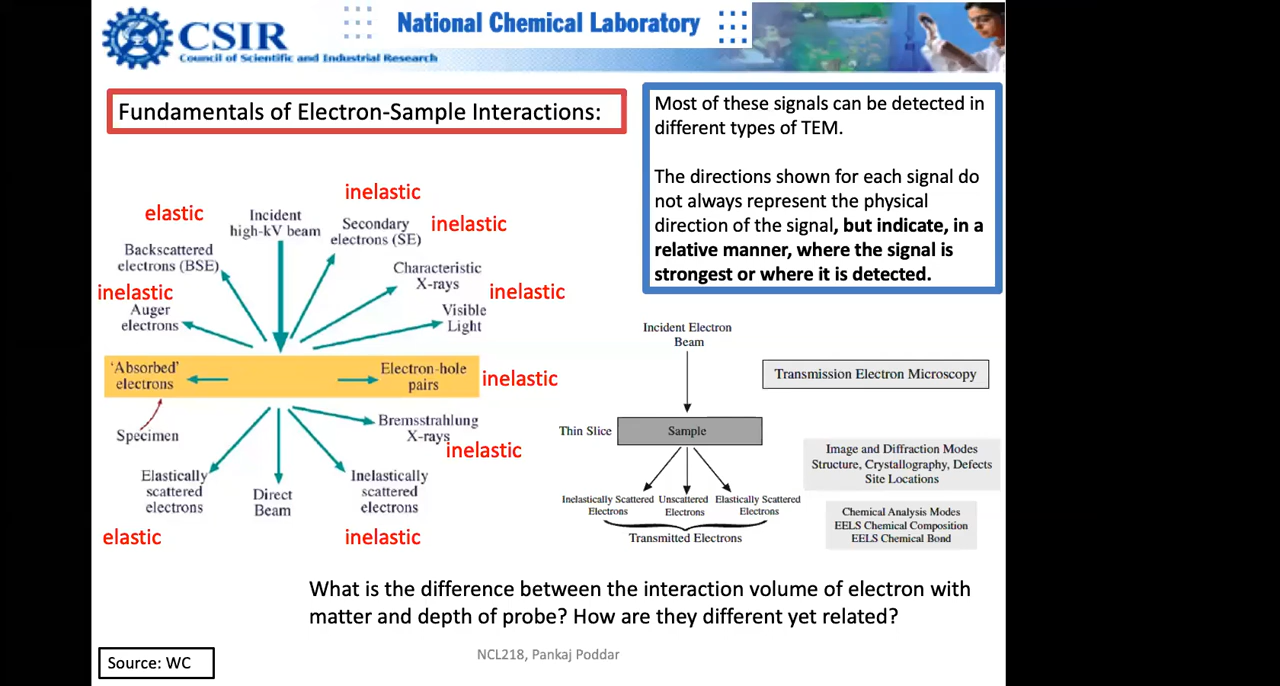 CSIR
Council of Scientific and Industrial Research
National Chemical Laboratory
Fundamentals of Electron-Sample Interactions:
Most of these signals can be detected in
different types of TEM.
The directions shown for each signal do
not always represent the physical
direction of the signal, but indicate, in a
relative manner, where the signal is
strongest or where it is detected.
inelastic
elastic
Incident
high-kV beam
Secondary
electrons (SE)
inelastic
Backscattered
electrons (BSE)
Characteristic
X-rays
inelastic
inelastic
Auger
electrons
Visible
Light
'Absorbed'
electrons
Electron-hole
pairs
inelastic
Specimen
Bremsstrahlung
X-rays
inelastic
Elastically
scattered
electrons
Direct
Beam
Inelastically
scattered
electrons
elastic
inelastic
Incident Electron
Beam
Transmission Electron Microscopy
Thin Slice
Sample
Image and Diffraction Modes
Structure, Crystallography, Defects
Site Locations
Inelastically Scattered
Electrons
Unscattered
Electrons
Elastically Scattered
Electrons
Transmitted Electrons
Chemical Analysis Modes
EELS Chemical Composition
EELS Chemical Bond
What is the difference between the interaction volume of electron with
matter and depth of probe? How are they different yet related?
NCL218, Pankaj Poddar
Source: WC